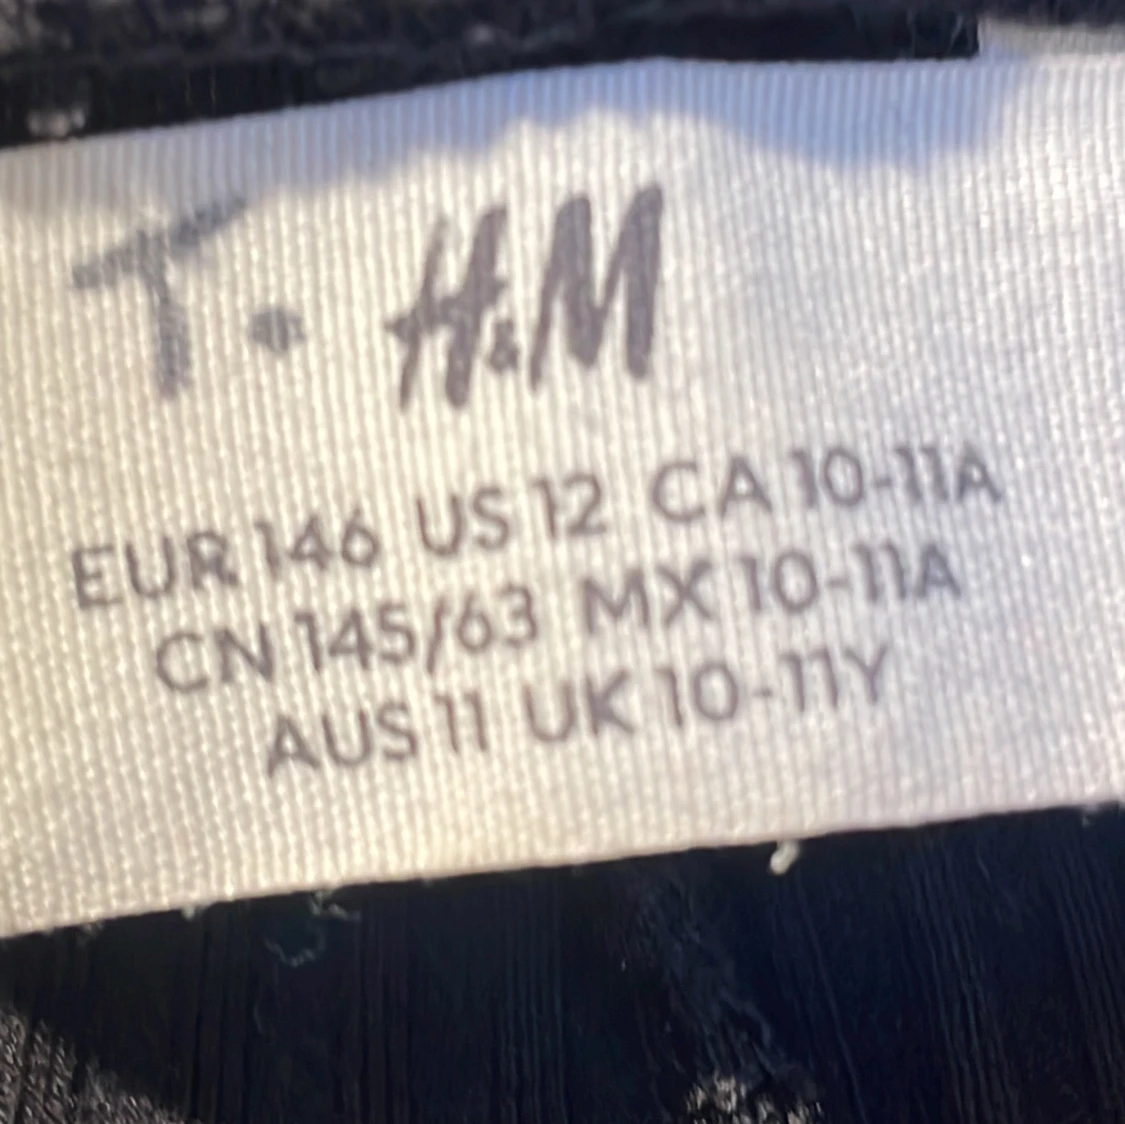 T. H&M
EUR 146 US 12 CA 10-11A
CN 145/63 MX 10-11A
AUS 11 UK 10-11Y